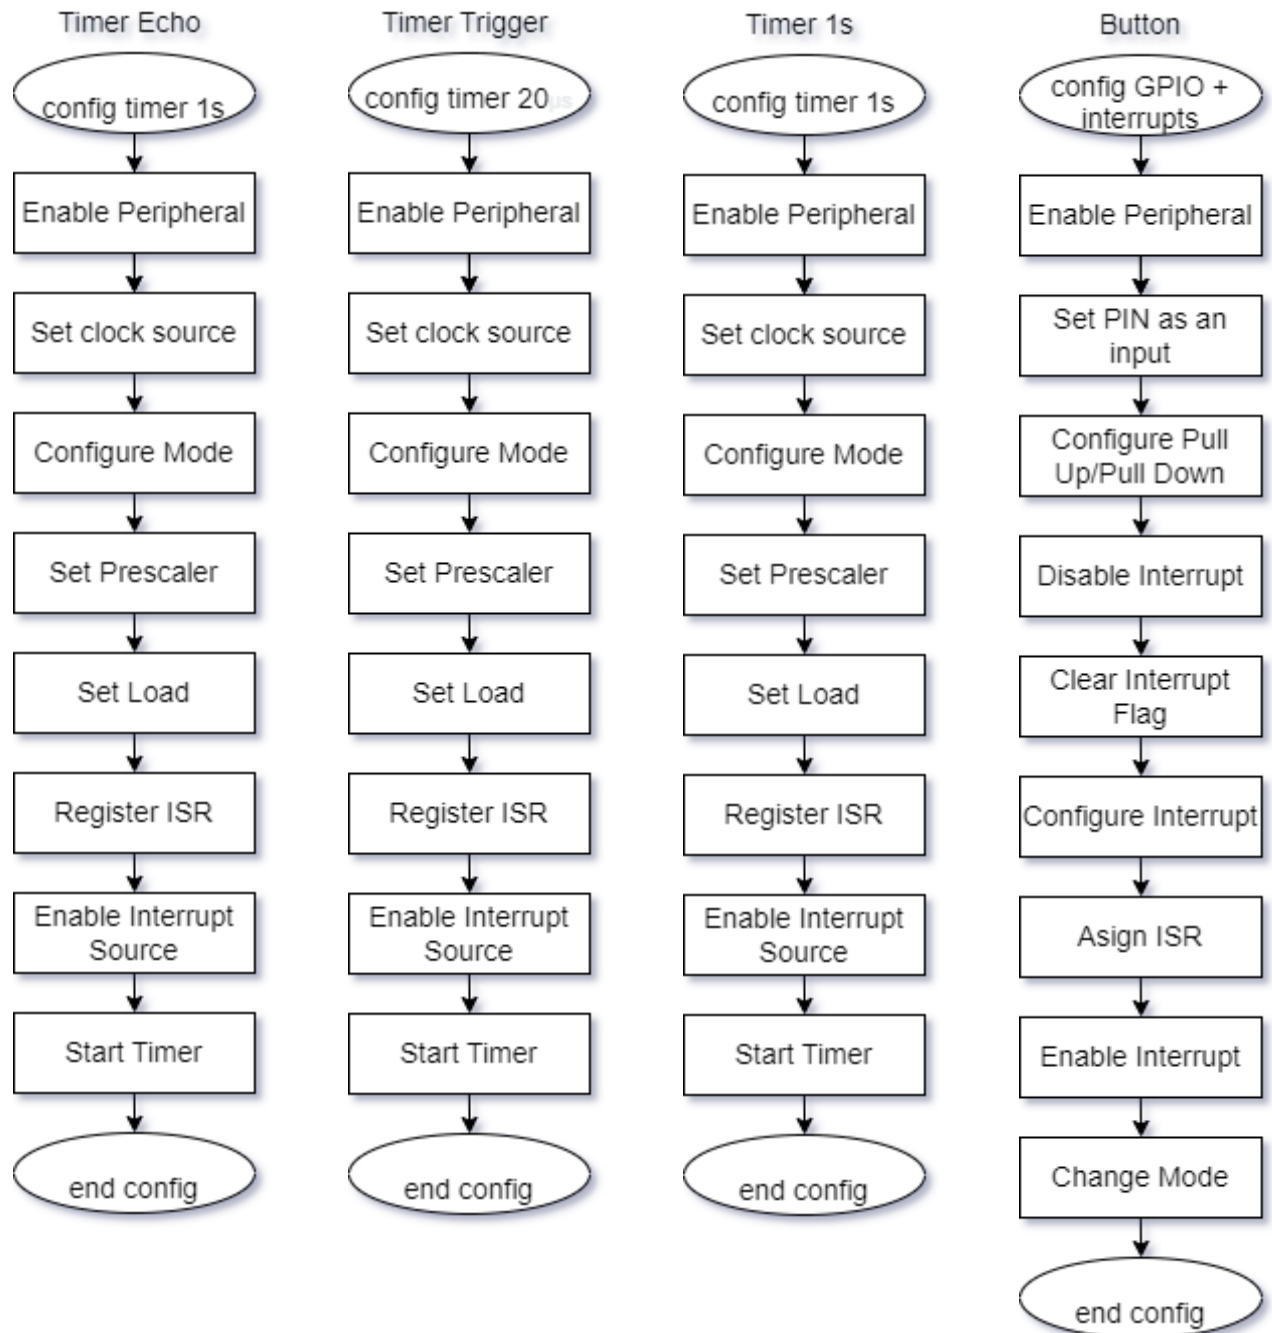 Timer Echo
config timer 1s
Enable Peripheral
Set clock source
Configure Mode
Set Prescaler
Set Load
Register ISR
Enable Interrupt
Source
Start Timer
end config
Timer Trigger
config timer 20µs
Enable Peripheral
Set clock source
Configure Mode
Set Prescaler
Set Load
Register ISR
Enable Interrupt
Source
Start Timer
end config
Timer 1s
config timer 1s
Enable Peripheral
Set clock source
Configure Mode
Set Prescaler
Set Load
Register ISR
Enable Interrupt
Source
Start Timer
end config
Button
config GPIO +
interrupts
Enable Peripheral
Set PIN as an
input
Configure Pull
Up/Pull Down
Disable Interrupt
Clear Interrupt
Flag
Configure Interrupt
Asign ISR
Enable Interrupt
Change Mode
end config